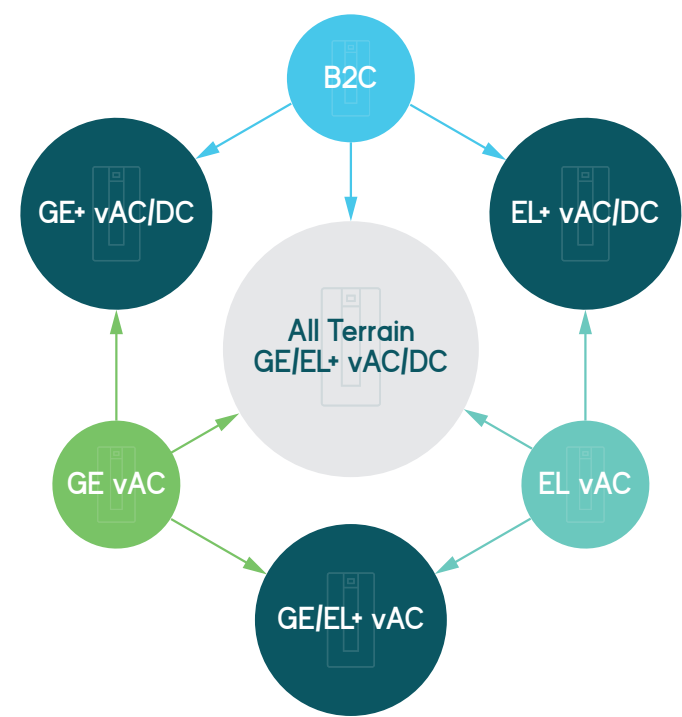 B2C
GE+ vAC/DC
EL+ vAC/DC
All Terrain
GE/EL+ vAC/DC
GE vAC
EL vAC
GE/EL+ vAC